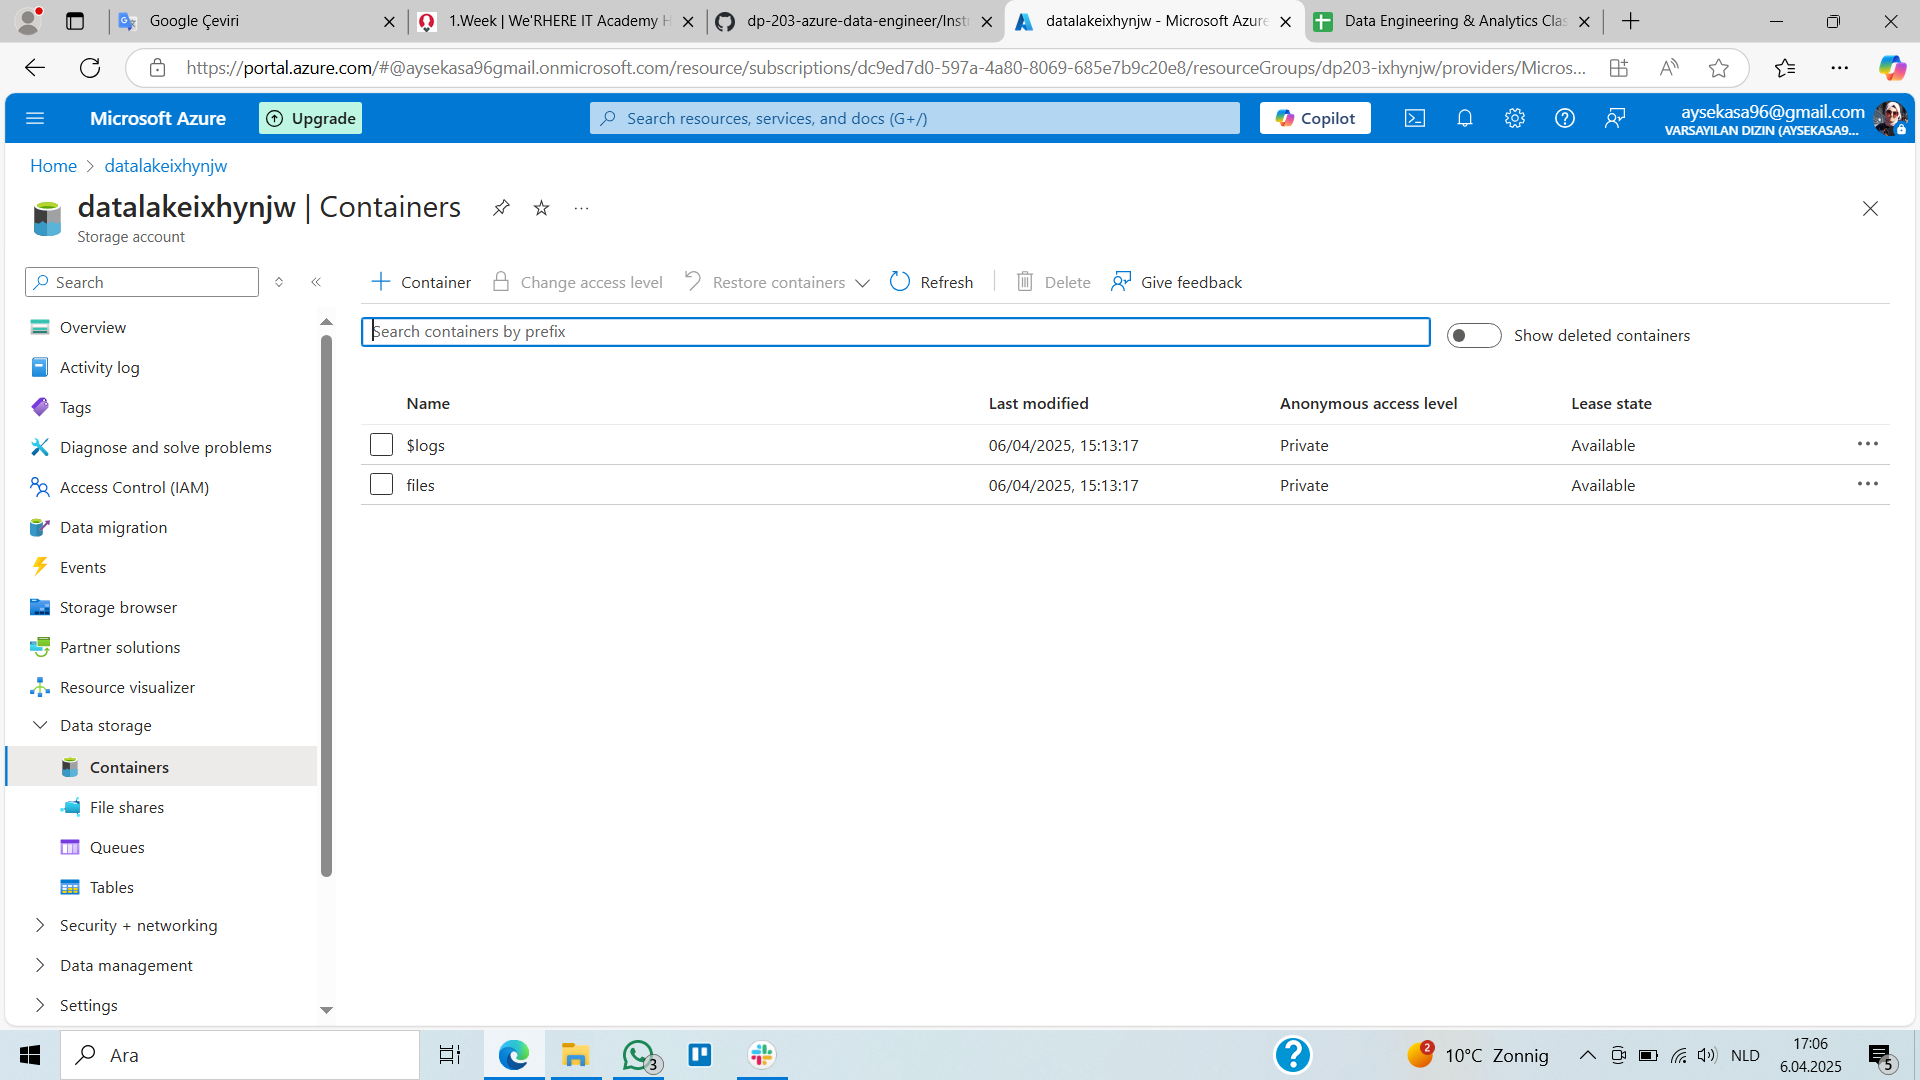 Google Çeviri
1.Week | We'RHERE IT Academy H
dp-203-azure-data-engineer/Inst
datalakeixhynjw - Microsoft Azure
Data Engineering & Analytics Clas
https://portal.azure.com/#@aysekasa96gmail.onmicrosoft.com/resource/subscriptions/dc9ed7d0-597a-4a80-8069-685e7b9c20e8/resourceGroups/dp203-ixhynjw/providers/Micros...
Microsoft Azure
Upgrade
Search resources, services, and docs (G+/)
Copilot
aysekasa96@gmail.com
VARSAYILAN DIZIN (AYSEKASA9...
Home > datalakeixhynjw
datalakeixhynjw | Containers
Storage account
Search
Container
Change access level
Restore containers
Refresh
Delete
Give feedback
Search containers by prefix
Show deleted containers
Name Last modified Anonymous access level Lease state
$logs 06/04/2025, 15:13:17 Private Available
files 06/04/2025, 15:13:17 Private Available
Overview
Activity log
Tags
Diagnose and solve problems
Access Control (IAM)
Data migration
Events
Storage browser
Partner solutions
Resource visualizer
Data storage
Containers
File shares
Queues
Tables
Security + networking
Data management
Settings
Ara
3
2
10°C Zonnig
NLD
17:06
6.04.2025
5